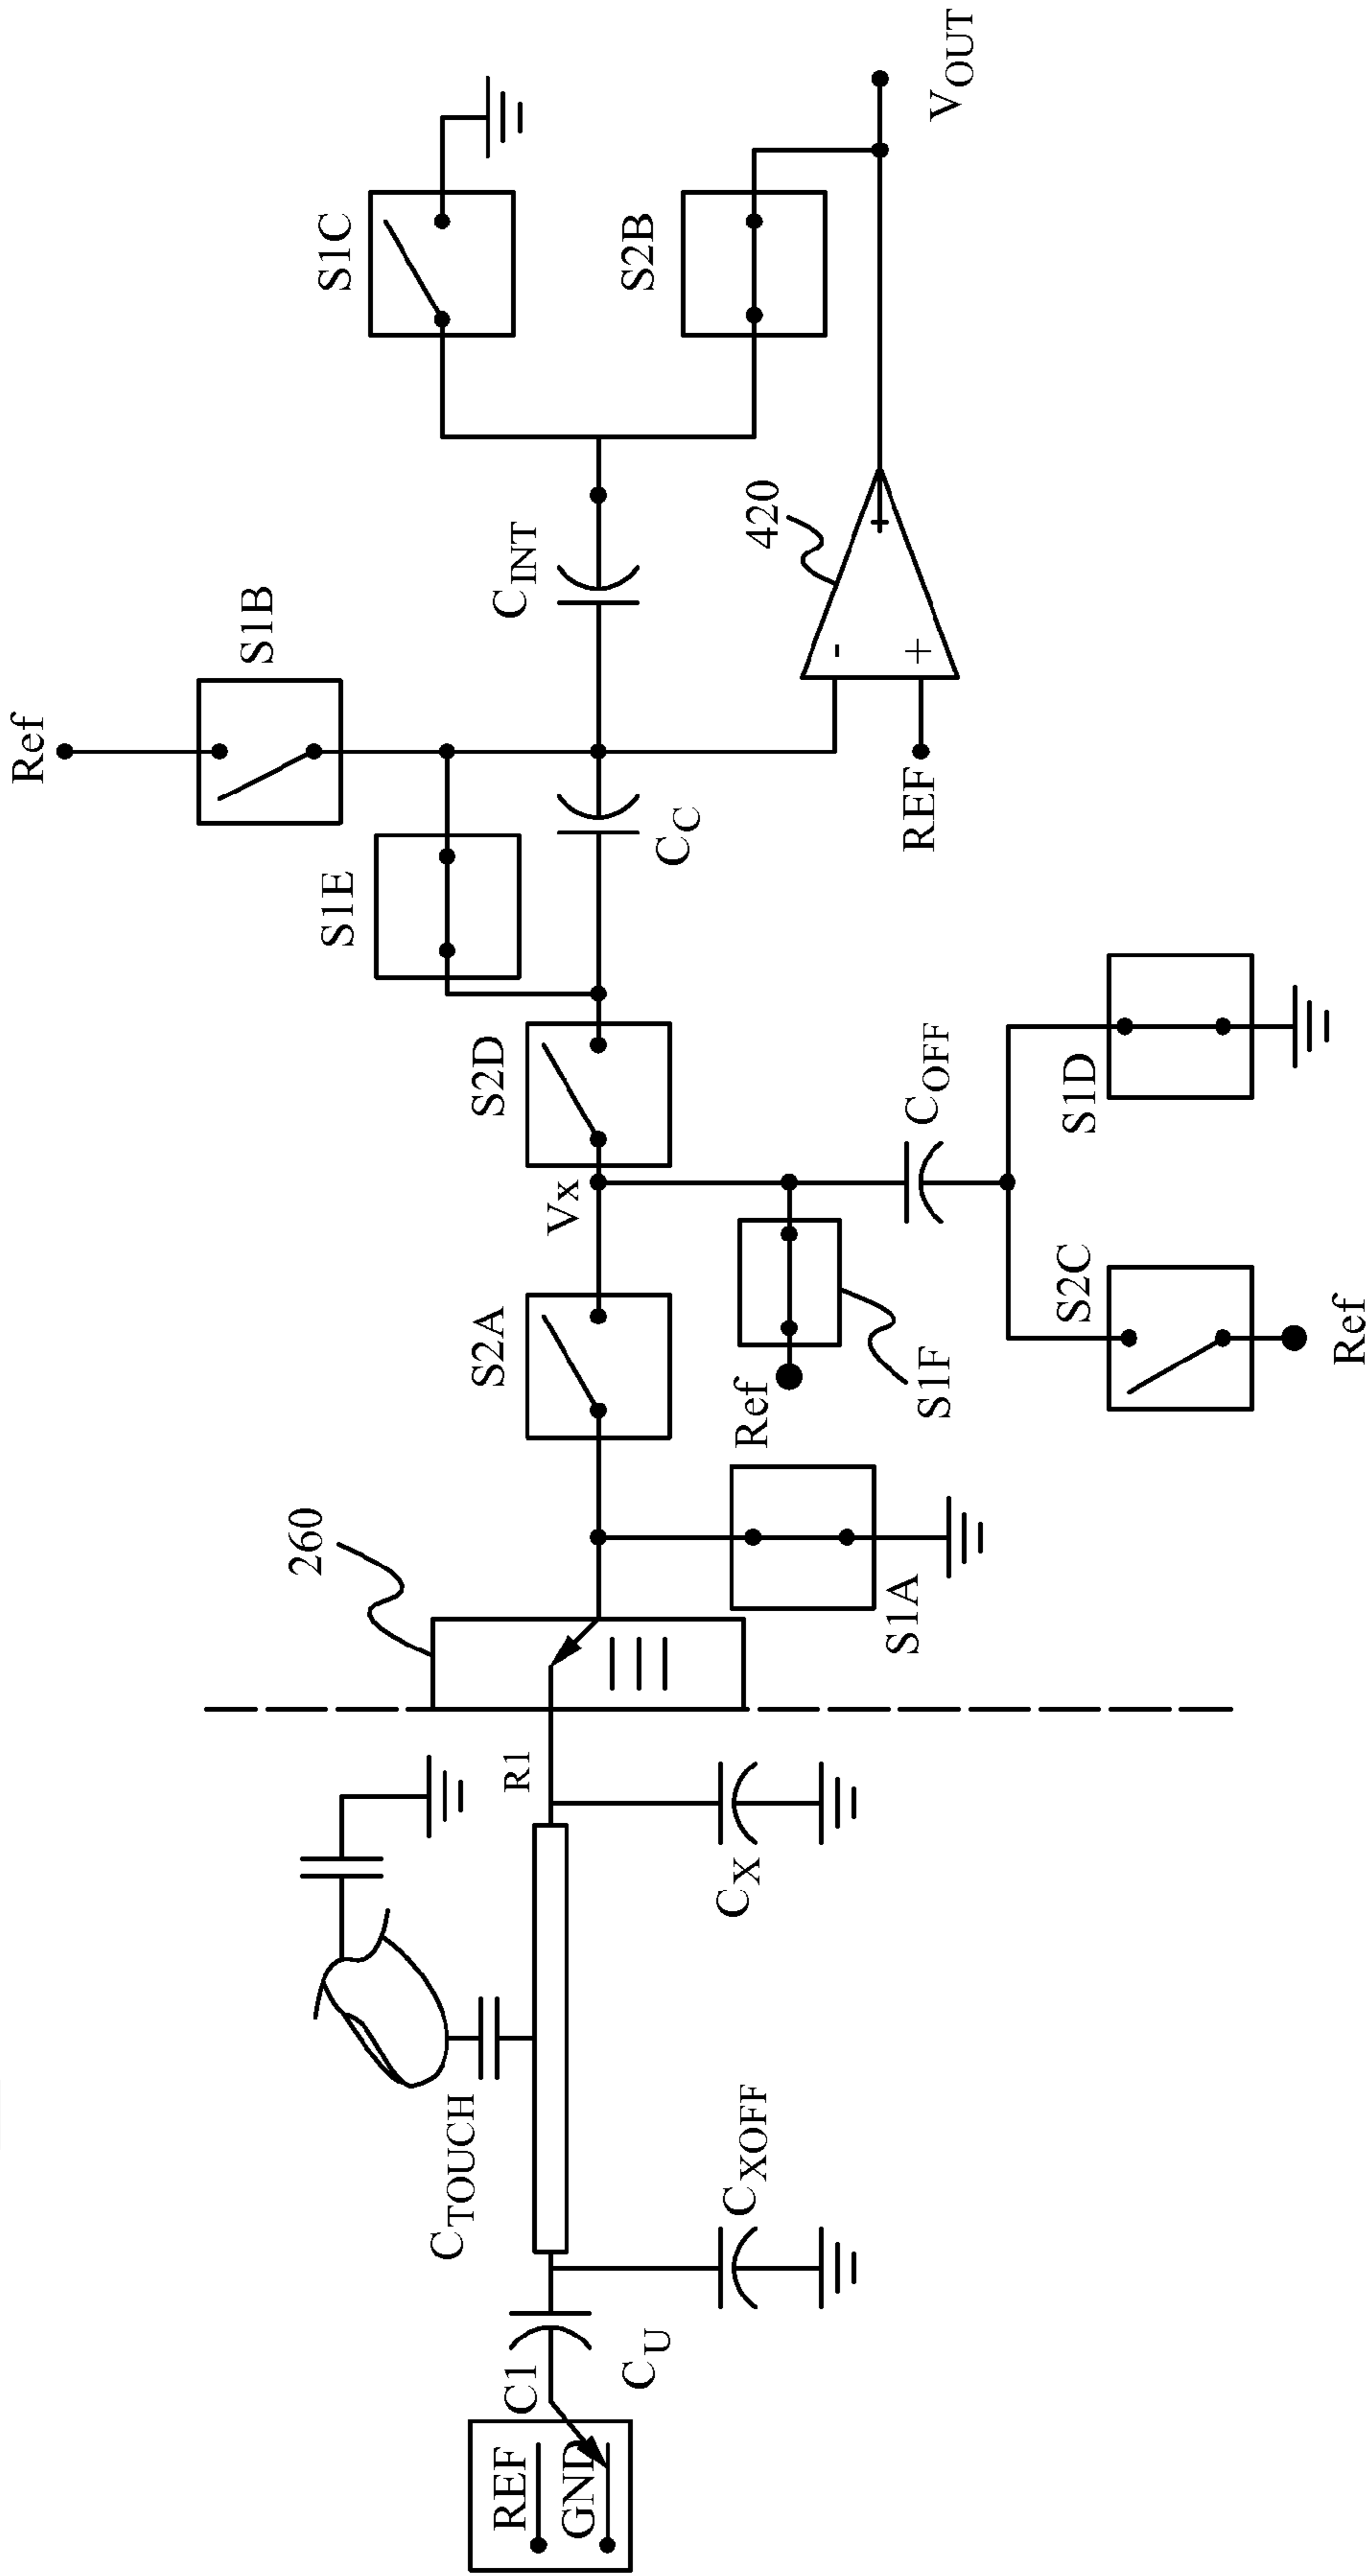 REF
GND
C1
CU
CTOUCH
CXOFF
CX
R1
260
S1A
S2A
Vx
Ref
S1F
S2C
Ref
COFF
S1D
S2D
S1E
CC
Ref
S1B
CINT
REF
-
+
420
S1C
S2B
VOUT